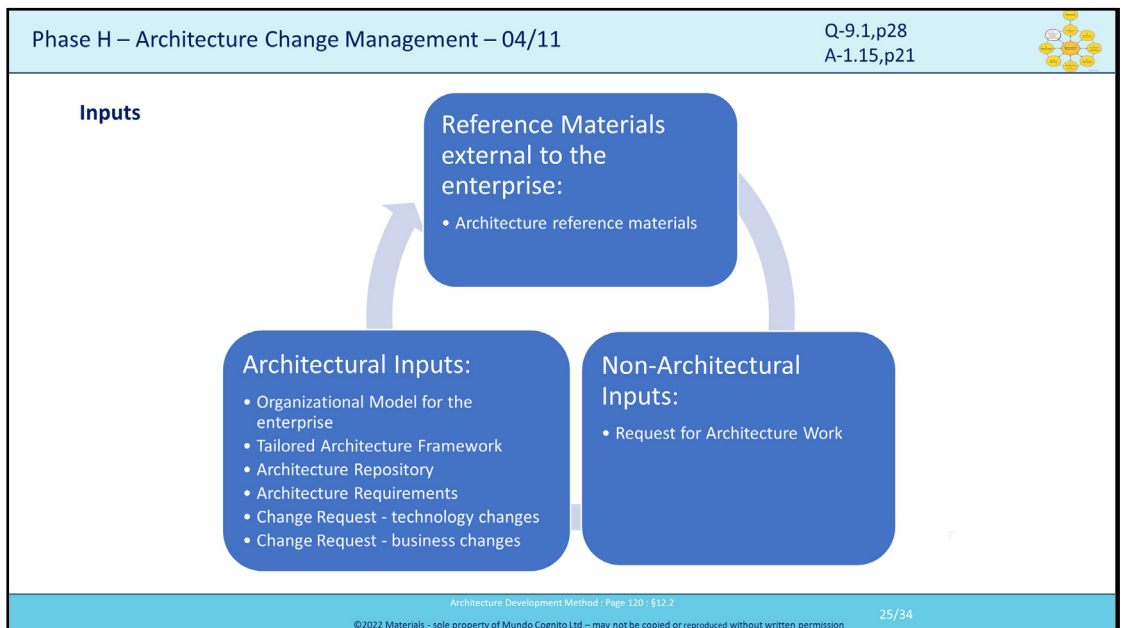 Phase H – Architecture Change Management – 04/11
Q-9.1,p28
A-1.15,p21
Inputs
Reference Materials
external to the
enterprise:
• Architecture reference materials
Architectural Inputs:
• Organizational Model for the
enterprise
• Tailored Architecture Framework
• Architecture Repository
• Architecture Requirements
• Change Request - technology changes
• Change Request - business changes
Non-Architectural
Inputs:
• Request for Architecture Work
Architecture Development Method : Page 120 : §12.2
25/34
©2022 Materials - sole property of Mundo Cognito Ltd – may not be copied or reproduced without written permission